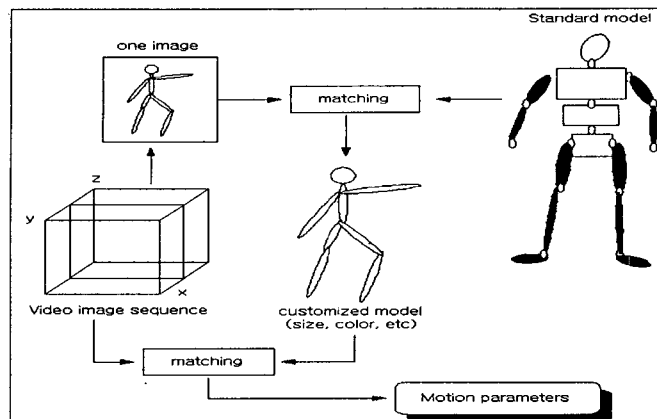 Standard model
one image
matching
z
y
x
Video image sequence
customized model
(size, color, etc)
matching
Motion parameters